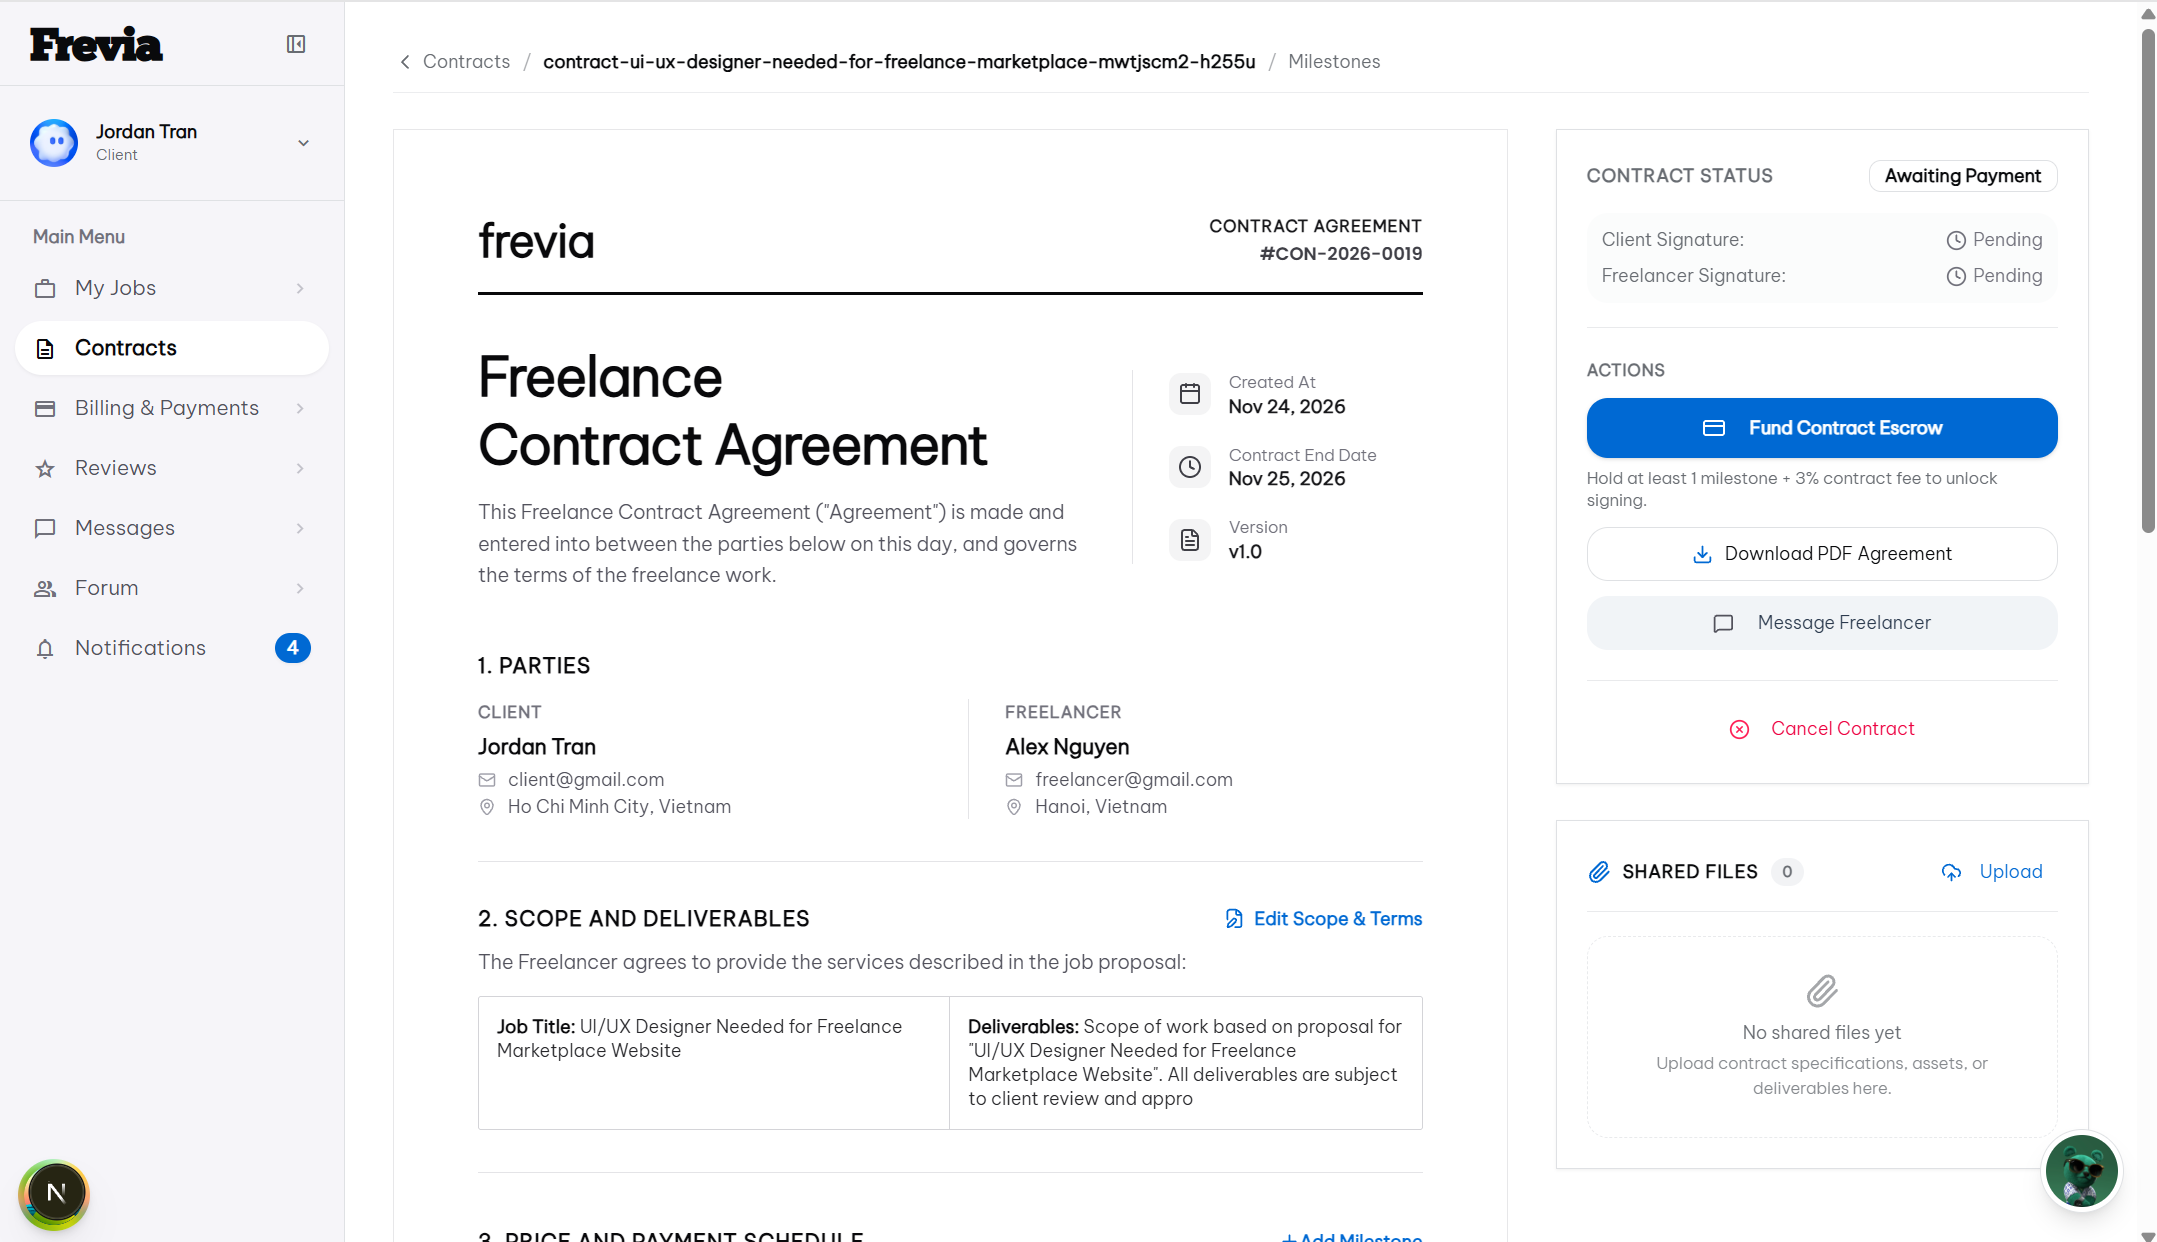 Frevia
Jordan Tran
Client
Main Menu
My Jobs
Contracts
Billing & Payments
Reviews
Messages
Forum
Notifications
4
N
Contracts / contract-ui-ux-designer-needed-for-freelance-marketplace-mwtjscm2-h255u / Milestones
frevia
CONTRACT AGREEMENT
#CON-2026-0019
Freelance
Contract Agreement
This Freelance Contract Agreement ("Agreement") is made and
entered into between the parties below on this day, and governs
the terms of the freelance work.
Created At
Nov 24, 2026
Contract End Date
Nov 25, 2026
Version
v1.0
1. PARTIES
CLIENT
Jordan Tran
client@gmail.com
Ho Chi Minh City, Vietnam
FREELANCER
Alex Nguyen
freelancer@gmail.com
Hanoi, Vietnam
2. SCOPE AND DELIVERABLES
Edit Scope & Terms
The Freelancer agrees to provide the services described in the job proposal:
Job Title: UI/UX Designer Needed for Freelance
Marketplace Website
Deliverables: Scope of work based on proposal for
"UI/UX Designer Needed for Freelance
Marketplace Website". All deliverables are subject
to client review and appro
3. PRICE AND PAYMENT SCHEDULE
+ Add Milestone
CONTRACT STATUS
Awaiting Payment
Client Signature:
Pending
Freelancer Signature:
Pending
ACTIONS
Fund Contract Escrow
Hold at least 1 milestone + 3% contract fee to unlock
signing.
Download PDF Agreement
Message Freelancer
Cancel Contract
SHARED FILES
0
Upload
No shared files yet
Upload contract specifications, assets, or
deliverables here.